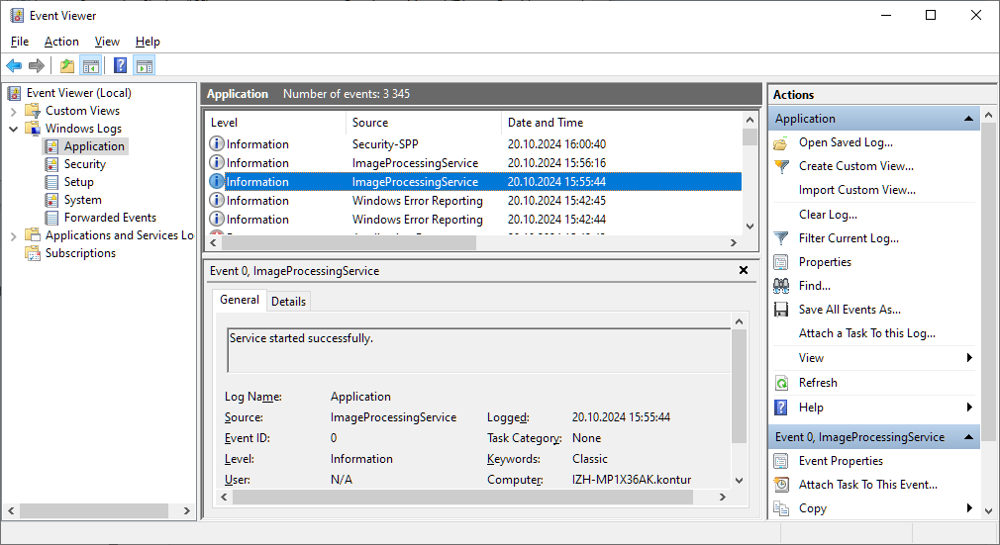 Event Viewer
File Action View Help
Event Viewer (Local)
Custom Views
Windows Logs
Application
Security
Setup
System
Forwarded Events
Applications and Services Lo
Subscriptions
Application Number of events: 3 345
Level Source Date and Time
Information Security-SPP 20.10.2024 16:00:40
Information ImageProcessingService 20.10.2024 15:56:16
Information ImageProcessingService 20.10.2024 15:55:44
Information Windows Error Reporting 20.10.2024 15:42:45
Information Windows Error Reporting 20.10.2024 15:42:44
Event 0, ImageProcessingService
General Details
Service started successfully.
Log Name: Application
Source: ImageProcessingService Logged: 20.10.2024 15:55:44
Event ID: 0 Task Category: None
Level: Information Keywords: Classic
User: N/A Computer: IZH-MP1X36AK.kontur
Actions
Application
Open Saved Log...
Create Custom View...
Import Custom View...
Clear Log...
Filter Current Log...
Properties
Find...
Save All Events As...
Attach a Task To this Log...
View
Refresh
Help
Event 0, ImageProcessingService
Event Properties
Attach Task To This Event...
Copy